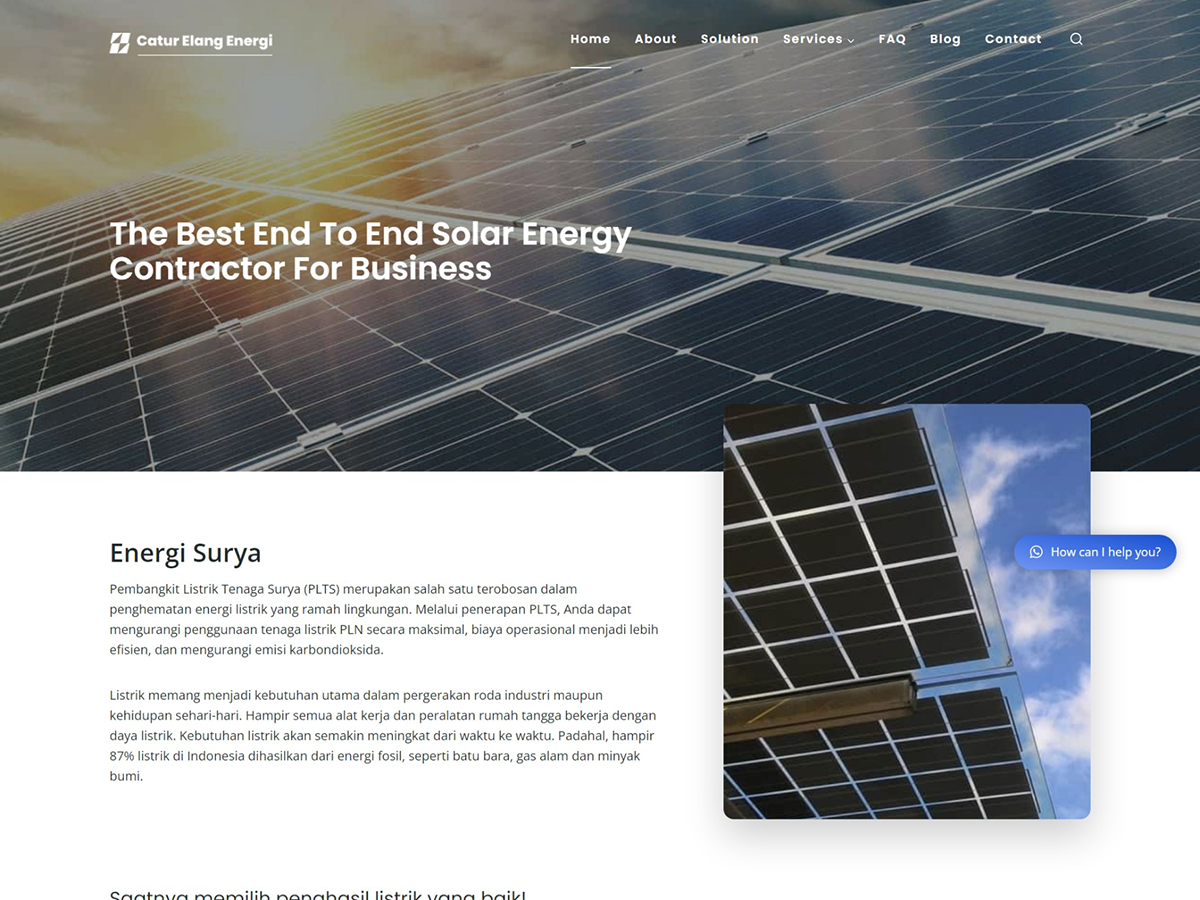 Catur Elang Energi
Home About Solution Services FAQ Blog Contact
The Best End To End Solar Energy
Contractor For Business
How can I help you?
Energi Surya
Pembangkit Listrik Tenaga Surya (PLTS) merupakan salah satu terobosan dalam
penghematan energi listrik yang ramah lingkungan. Melalui penerapan PLTS, Anda dapat
mengurangi penggunaan tenaga listrik PLN secara maksimal, biaya operasional menjadi lebih
efisien, dan mengurangi emisi karbondioksida.
Listrik memang menjadi kebutuhan utama dalam pergerakan roda industri maupun
kehidupan sehari-hari. Hampir semua alat kerja dan peralatan rumah tangga bekerja dengan
daya listrik. Kebutuhan listrik akan semakin meningkat dari waktu ke waktu. Padahal, hampir
87% listrik di Indonesia dihasilkan dari energi fosil, seperti batu bara, gas alam dan minyak
bumi.
Saatnya memilih penghasil listrik yang baik!